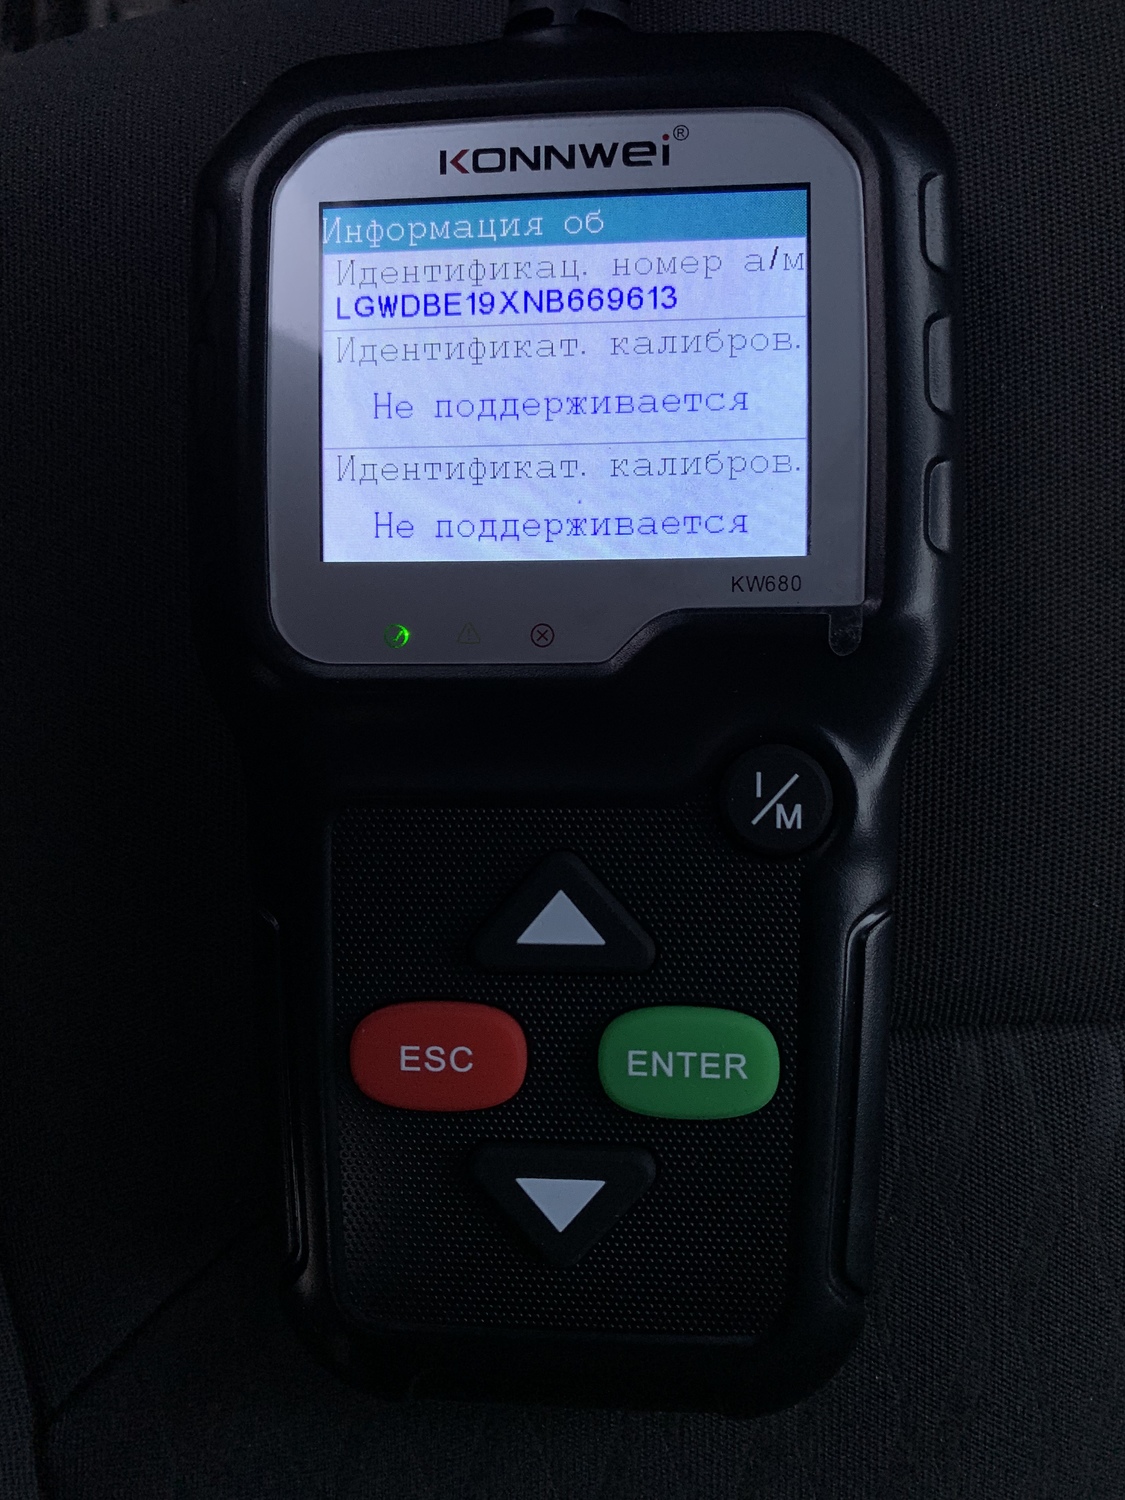 KONNWEI®
Информация об
Идентификац. номер а/м
LGWDBE19XNB669613
Идентификат. калибров.
Не поддерживается
Идентификат. калибров.
Не поддерживается
KW680
I/M
ESC
ENTER